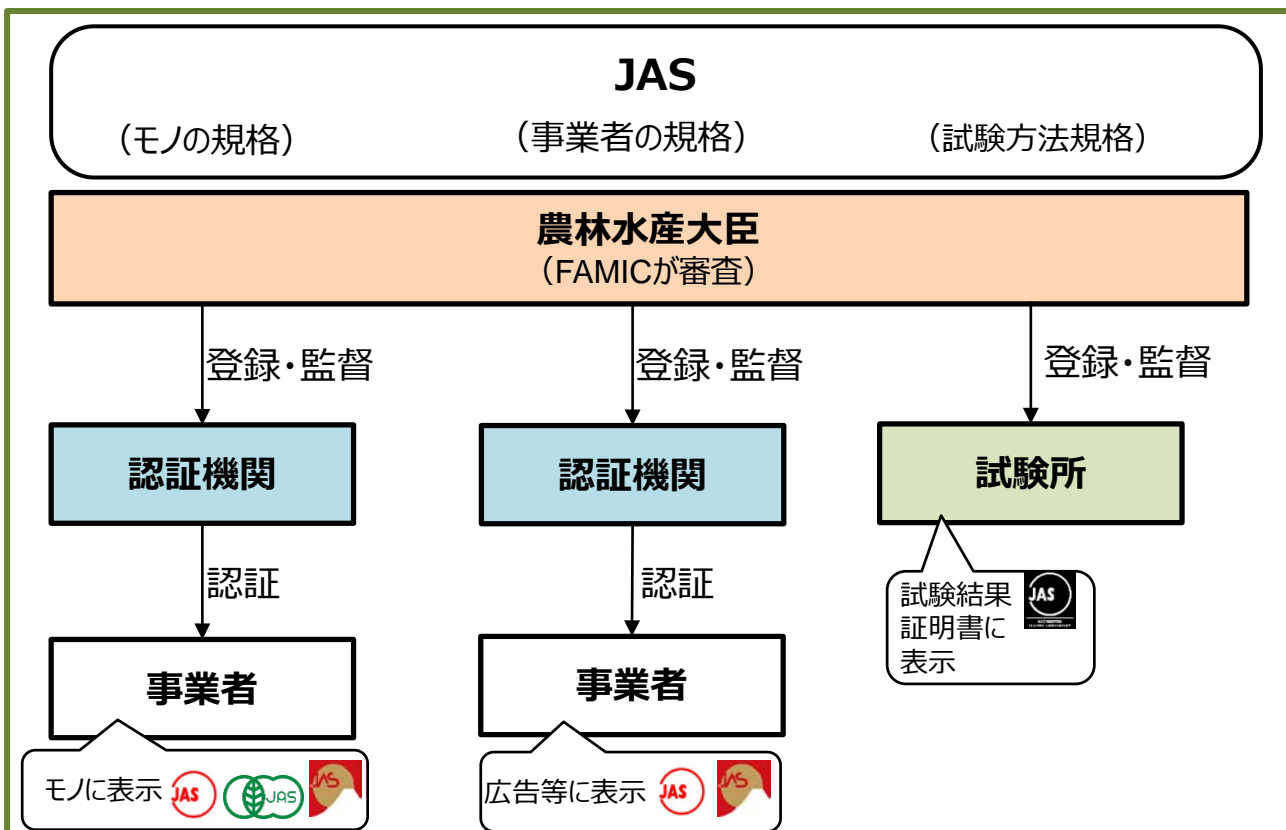 JAS
（モノの規格） （事業者の規格） （試験方法規格）
農林水産大臣
（FAMICが審査）
登録・監督 登録・監督 登録・監督
認証機関 認証機関 試験所
認証 認証
試験結果
証明書に
表示
JAS
事業者 事業者
モノに表示 JAS JAS JAS
広告等に表示 JAS JAS